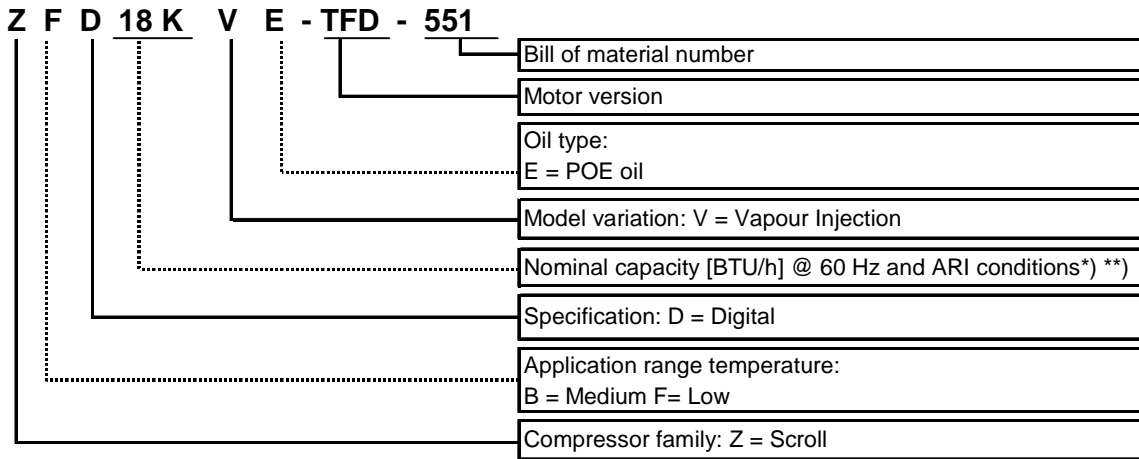 Z F D 18 K V E - TFD - 551
Bill of material number
Motor version
Oil type:
E = POE oil
Model variation: V = Vapour Injection
Nominal capacity [BTU/h] @ 60 Hz and ARI conditions*) **)
Specification: D = Digital
Application range temperature:
B = Medium F= Low
Compressor family: Z = Scroll